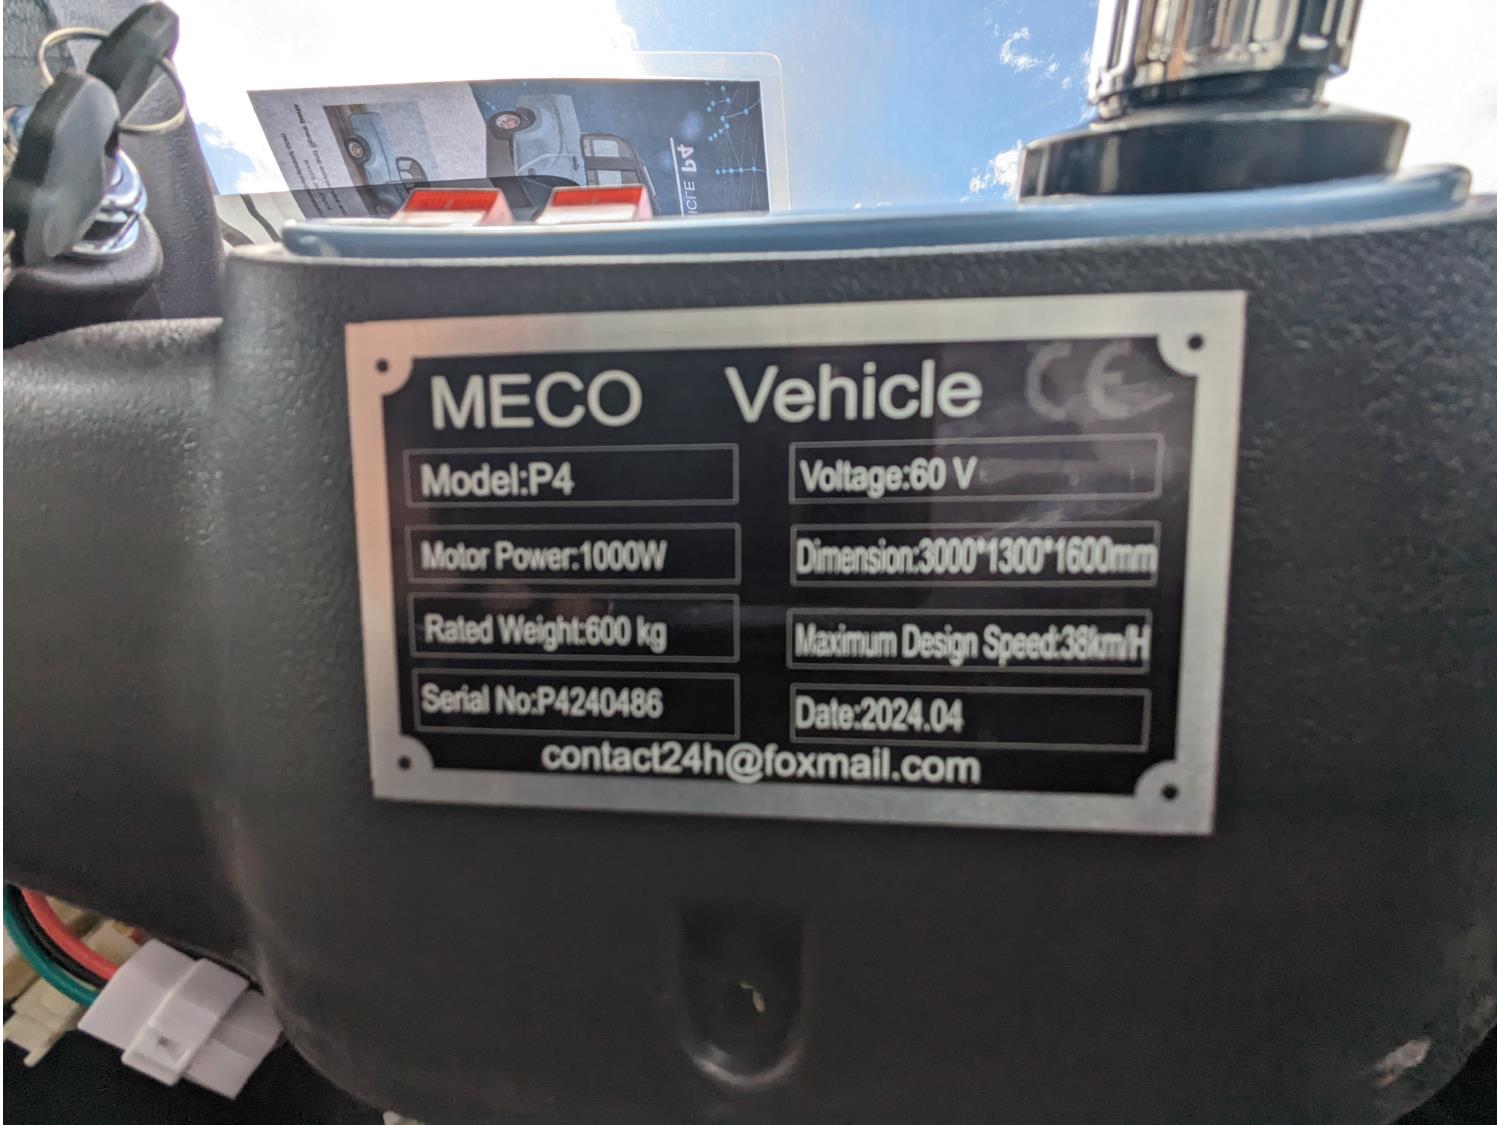 MECO Vehicle CE
Model:P4
Voltage:60 V
Motor Power:1000W
Dimension:3000*1300*1600mm
Rated Weight:600 kg
Maximum Design Speed:38km/H
Serial No:P4240486
Date:2024.04
contact24h@foxmail.com
P4